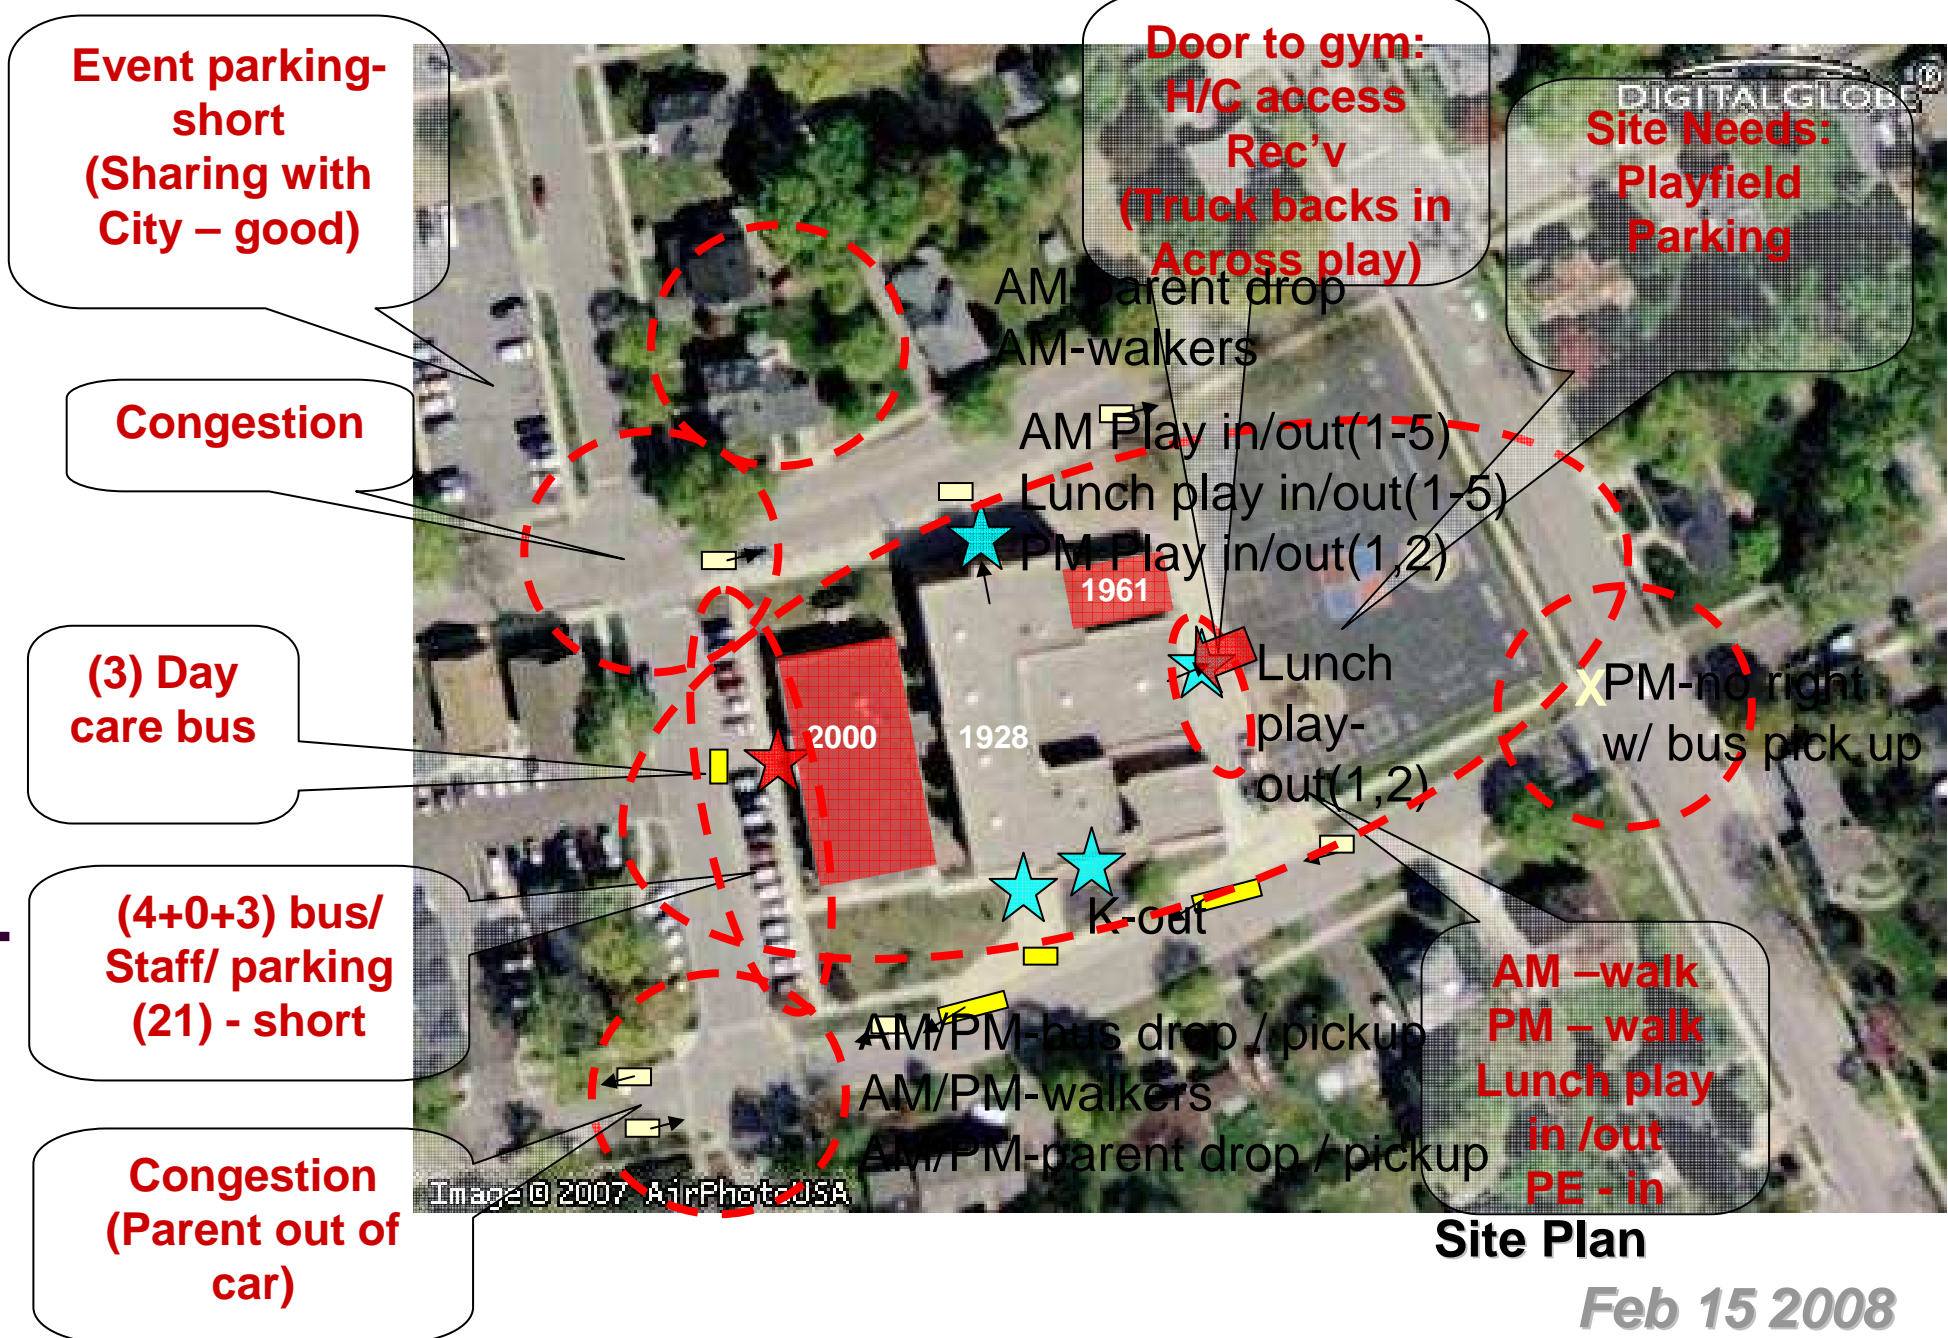 Event parking-
short
(Sharing with
City – good)
Door to gym:
H/C access
Rec’v
(Truck backs in
Across play)
DIGITALGLOBE®
Site Needs:
Playfield
Parking
AM-parent drop
AM-walkers
Congestion
AM Play in/out(1-5)
Lunch play in/out(1-5)
PM Play in/out(1,2)
1961
(3) Day
care bus
2000
1928
Lunch
play-
out(1,2)
X
PM-no right
w/ bus pick up
(4+0+3) bus/
Staff/ parking
(21) - short
K-out
AM –walk
PM – walk
Lunch play
in /out
PE - in
AM/PM-bus drop / pickup
AM/PM-walkers
AM/PM-parent drop / pickup
Congestion
(Parent out of
car)
Image © 2007 AirPhotoUSA
Site Plan
Feb 15 2008